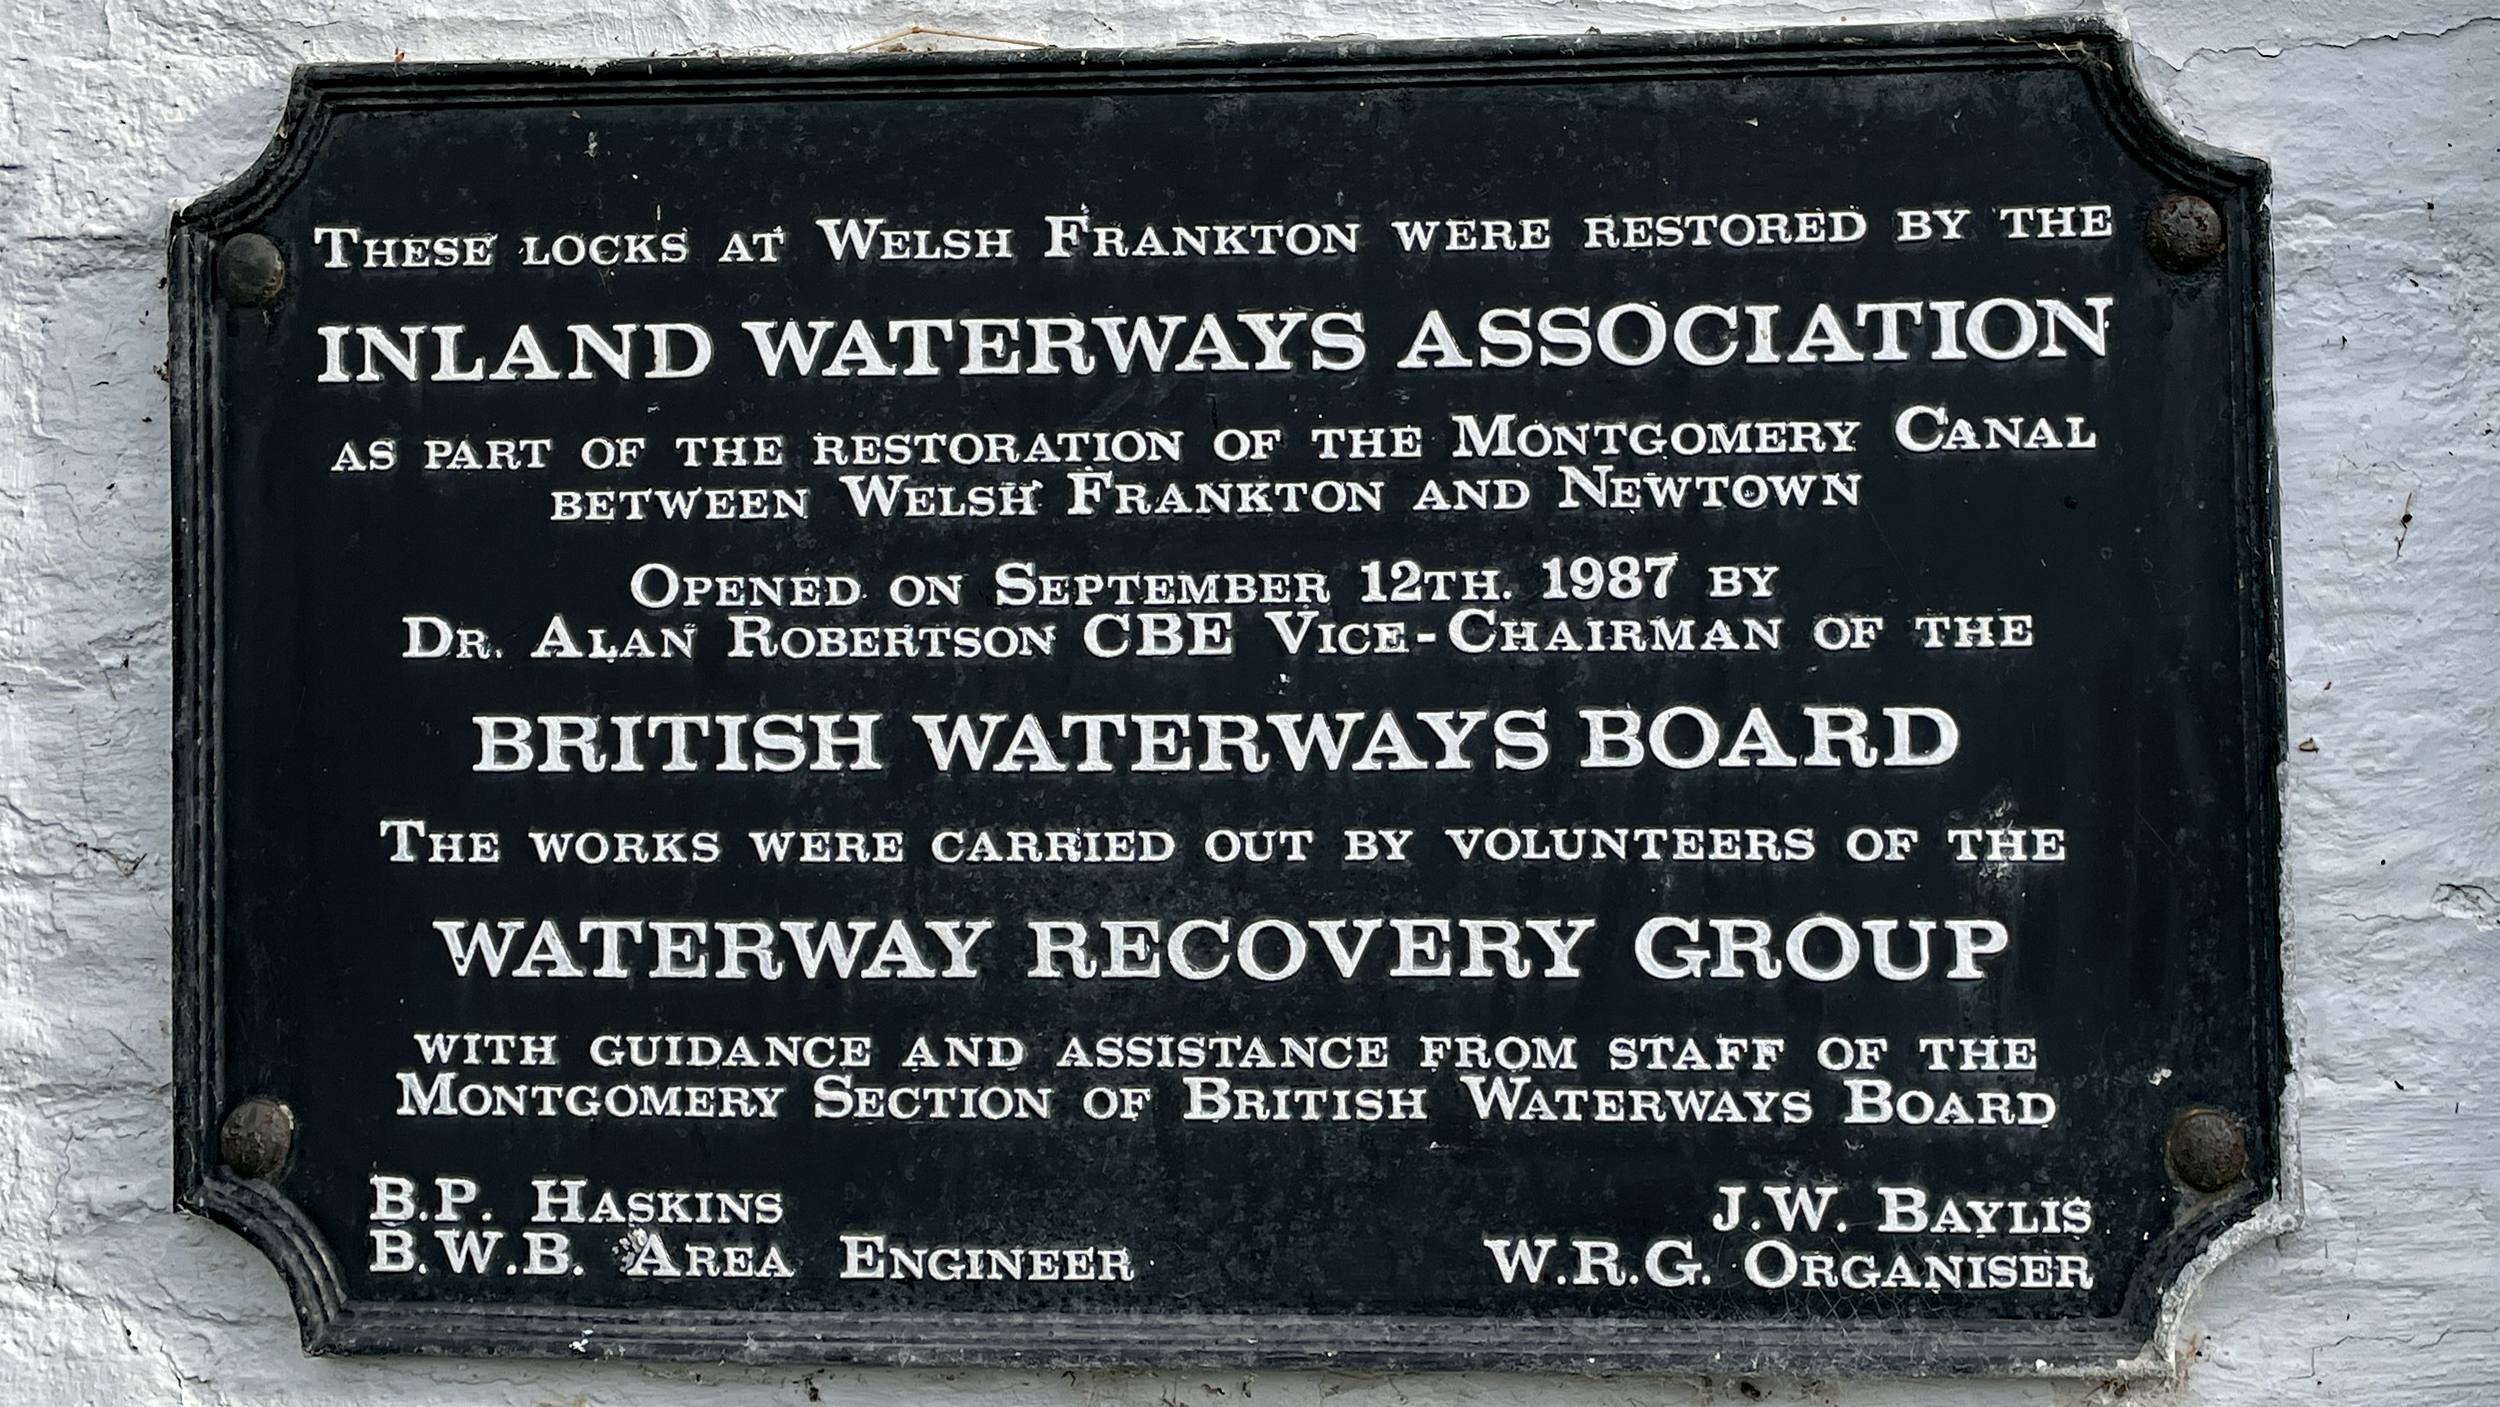 These locks at Welsh Frankton were restored by the
INLAND WATERWAYS ASSOCIATION
as part of the restoration of the Montgomery Canal
between Welsh Frankton and Newtown
Opened on September 12th. 1987 by
Dr. Alan Robertson CBE Vice-Chairman of the
BRITISH WATERWAYS BOARD
The works were carried out by volunteers of the
WATERWAY RECOVERY GROUP
with guidance and assistance from staff of the
Montgomery Section of British Waterways Board
B.P. Haskins J.W. Baylis
B.W.B. Area Engineer W.R.G. Organiser